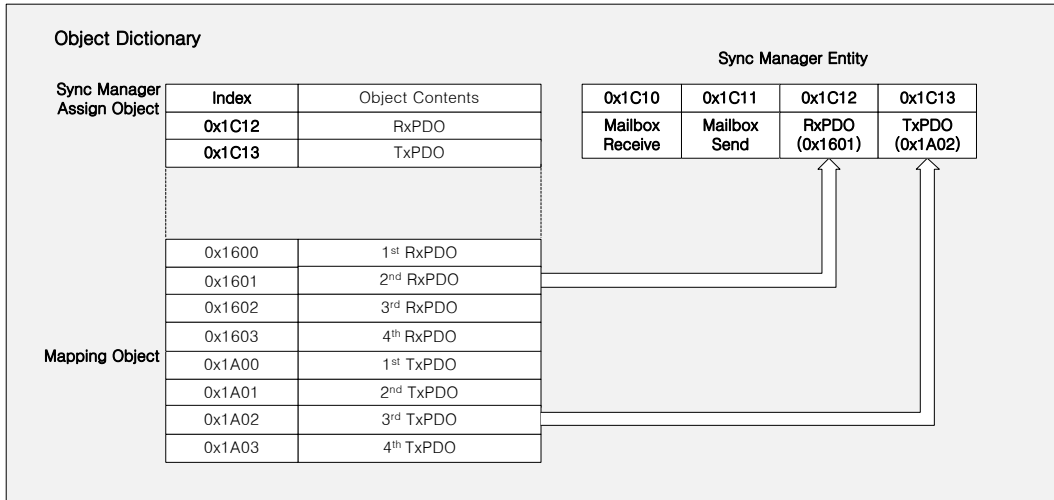 Object Dictionary
Sync Manager Entity
Sync Manager
Assign Object
Index Object Contents
0x1C12 RxPDO
0x1C13 TxPDO
0x1C10 0x1C11 0x1C12 0x1C13
Mailbox Receive Mailbox Send RxPDO (0x1601) TxPDO (0x1A02)
0x1600 1st RxPDO
0x1601 2nd RxPDO
0x1602 3rd RxPDO
0x1603 4th RxPDO
Mapping Object
0x1A00 1st TxPDO
0x1A01 2nd TxPDO
0x1A02 3rd TxPDO
0x1A03 4th TxPDO